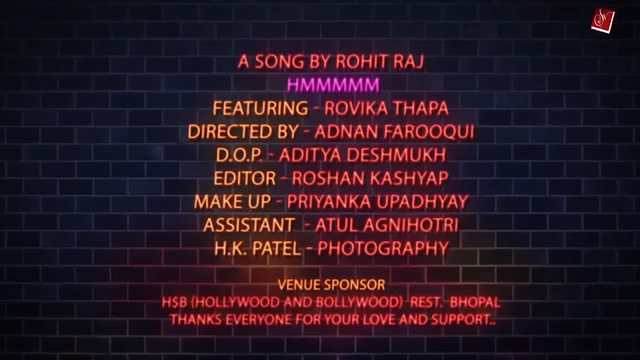 A SONG BY ROHIT RAJ
HMMMMM
FEATURING - ROVIKA THAPA
DIRECTED BY - ADNAN FAROOQUI
D.O.P. - ADITYA DESHMUKH
EDITOR - ROSHAN KASHYAP
MAKE UP - PRIYANKA UPADHYAY
ASSISTANT - ATUL AGNIHOTRI
H.K. PATEL - PHOTOGRAPHY
VENUE SPONSOR
H$B (HOLLYWOOD AND BOLLYWOOD) REST. BHOPAL
THANKS EVERYONE FOR YOUR LOVE AND SUPPORT..